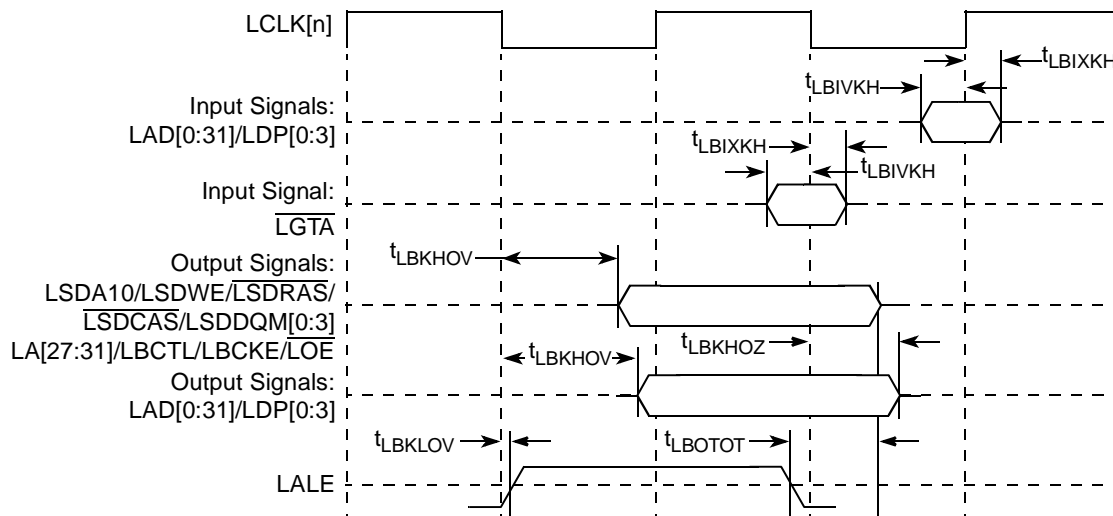 LCLK[n]
tLBIXKH
tLBIVKH
Input Signals:
LAD[0:31]/LDP[0:3]
tLBIXKH
tLBIVKH
Input Signal:
LGTA
tLBKHOV
Output Signals:
LSDA10/LSDWE/LSDRAS/
LSDCAS/LSDDQM[0:3]
LA[27:31]/LBCTL/LBCKE/LOE
tLBKHOV
tLBKHOZ
Output Signals:
LAD[0:31]/LDP[0:3]
tLBKLOV
tLBOTOT
LALE